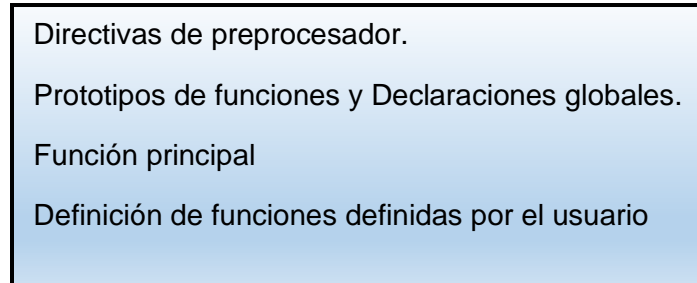 Directivas de preprocesador.
Prototipos de funciones y Declaraciones globales.
Función principal
Definición de funciones definidas por el usuario